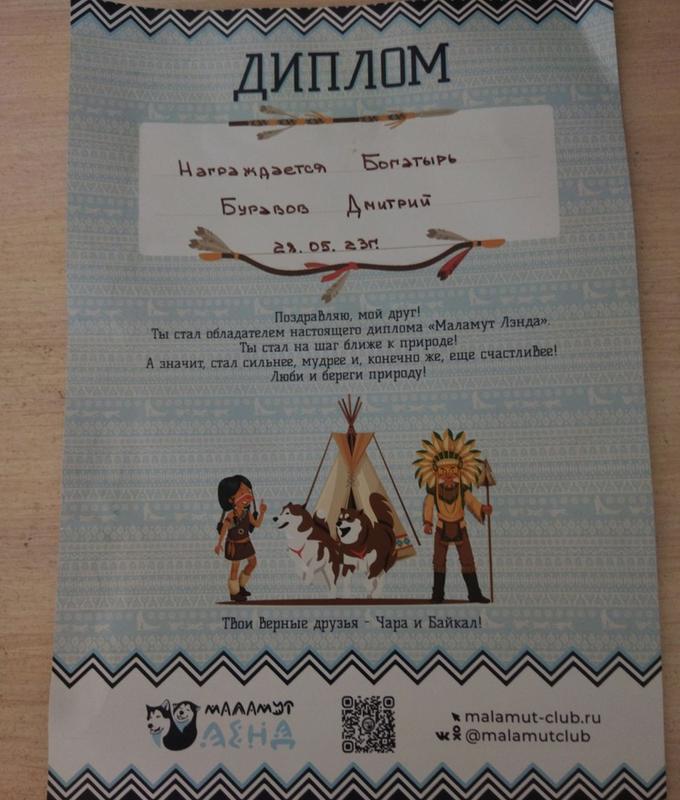 ДИПЛОМ
Награждается Богатырь
Буравов Дмитрий
28.05.23г.
Поздравляю, мой друг!
Ты стал обладателем настоящего диплома «Маламут Лэнда».
Ты стал на шаг ближе к природе!
А значит, стал сильнее, мудрее и, конечно же, еще счастливее!
Люби и береги природу!
Твои верные друзья - Чара и Байкал!
МАЛАМУТ
ЛЭНД
malamut-club.ru
@malamutclub